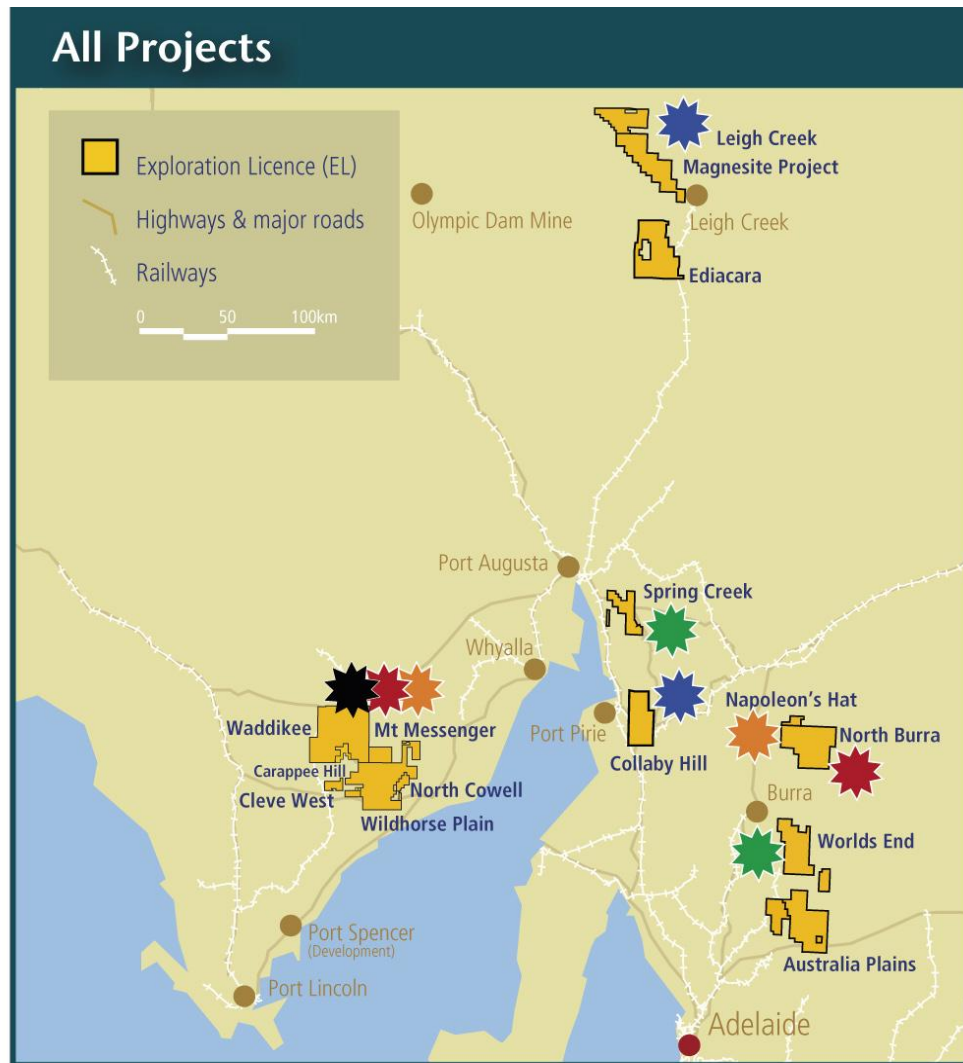 All Projects
Exploration Licence (EL)
Highways & major roads
Railways
0 50 100km
Leigh Creek
Magnesite Project
Olympic Dam Mine
Leigh Creek
Ediacara
Port Augusta
Spring Creek
Whyalla
Napoleon's Hat
Waddikee
Mt Messenger
Port Pirie
North Burra
Collaby Hill
Carappee Hill
North Cowell
Cleve West
Burra
Wildhorse Plain
Worlds End
Port Spencer
(Development)
Australia Plains
Port Lincoln
Adelaide